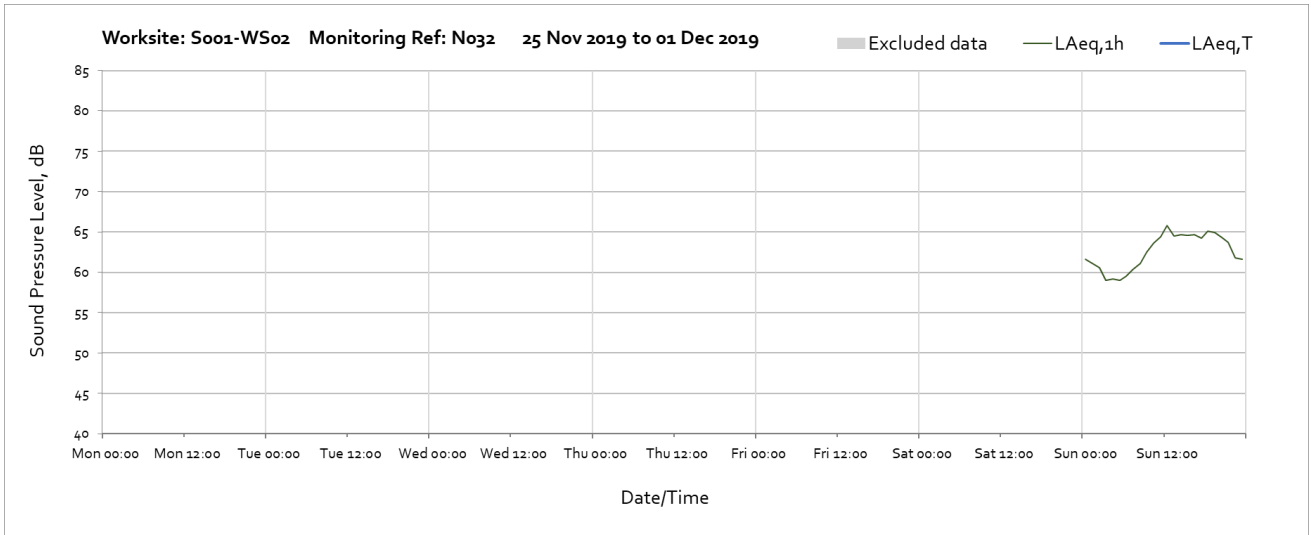 Worksite: S001-WS02 Monitoring Ref: N032 25 Nov 2019 to 01 Dec 2019
Excluded data LAeq,1h LAeq,T
85
80
75
70
65
60
55
50
45
40
Sound Pressure Level, dB
Mon 00:00 Mon 12:00 Tue 00:00 Tue 12:00 Wed 00:00 Wed 12:00 Thu 00:00 Thu 12:00 Fri 00:00 Fri 12:00 Sat 00:00 Sat 12:00 Sun 00:00 Sun 12:00
Date/Time